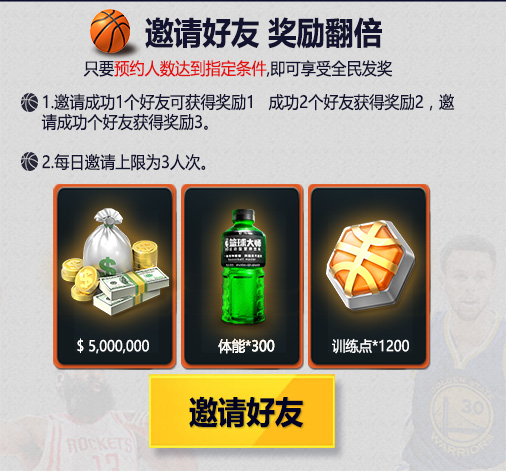 邀请好友 奖励翻倍
只要预约人数达到指定条件,即可享受全民发奖
1.邀请成功1个好友可获得奖励1 成功2个好友获得奖励2，邀
请成功个好友获得奖励3。
2.每日邀请上限为3人次。
篮球大师
$ 5,000,000
体能*300
训练点*1200
邀请好友
ROCKETS
13
30
WARRIORS